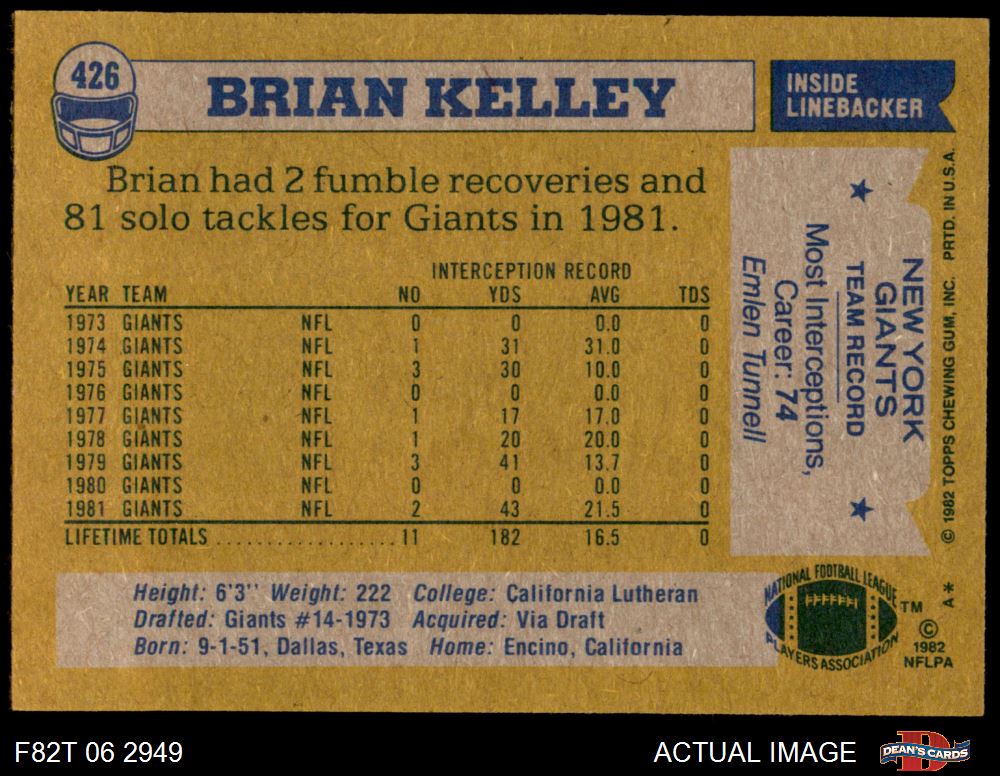 426
BRIAN KELLEY
INSIDE
LINEBACKER
Brian had 2 fumble recoveries and
81 solo tackles for Giants in 1981.
INTERCEPTION RECORD
YEAR TEAM NO YDS AVG TDS
1973 GIANTS NFL 0 0 0.0 0
1974 GIANTS NFL 1 31 31.0 0
1975 GIANTS NFL 3 30 10.0 0
1976 GIANTS NFL 0 0 0.0 0
1977 GIANTS NFL 1 17 17.0 0
1978 GIANTS NFL 1 20 20.0 0
1979 GIANTS NFL 3 41 13.7 0
1980 GIANTS NFL 0 0 0.0 0
1981 GIANTS NFL 2 43 21.5 0
LIFETIME TOTALS .................. 11 182 16.5 0
Height: 6'3'' Weight: 222 College: California Lutheran
Drafted: Giants #14-1973 Acquired: Via Draft
Born: 9-1-51, Dallas, Texas Home: Encino, California
NEW YORK
GIANTS
TEAM RECORD
Most Interceptions,
Career: 74
Emlen Tunnell
© 1982 TOPPS CHEWING GUM, INC. PRTD. IN U.S.A.
A*
NATIONAL FOOTBALL LEAGUE
PLAYERS ASSOCIATION
TM
©
1982
NFLPA
F82T 06 2949
ACTUAL IMAGE
D
DEAN'S CARDS